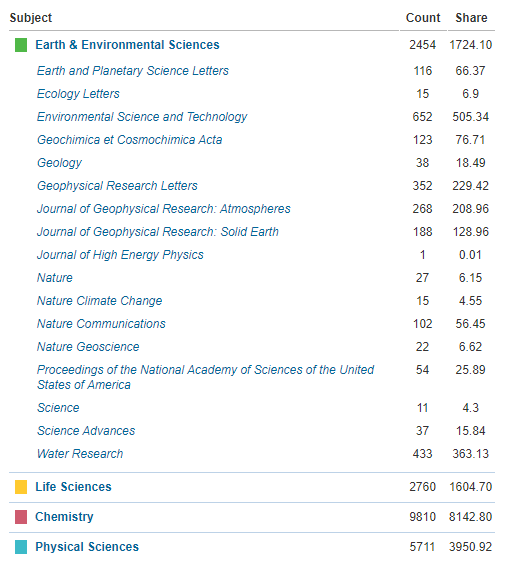 Subject Count Share
Earth & Environmental Sciences 2454 1724.10
Earth and Planetary Science Letters 116 66.37
Ecology Letters 15 6.9
Environmental Science and Technology 652 505.34
Geochimica et Cosmochimica Acta 123 76.71
Geology 38 18.49
Geophysical Research Letters 352 229.42
Journal of Geophysical Research: Atmospheres 268 208.96
Journal of Geophysical Research: Solid Earth 188 128.96
Journal of High Energy Physics 1 0.01
Nature 27 6.15
Nature Climate Change 15 4.55
Nature Communications 102 56.45
Nature Geoscience 22 6.62
Proceedings of the National Academy of Sciences of the United 54 25.89
States of America
Science 11 4.3
Science Advances 37 15.84
Water Research 433 363.13
Life Sciences 2760 1604.70
Chemistry 9810 8142.80
Physical Sciences 5711 3950.92